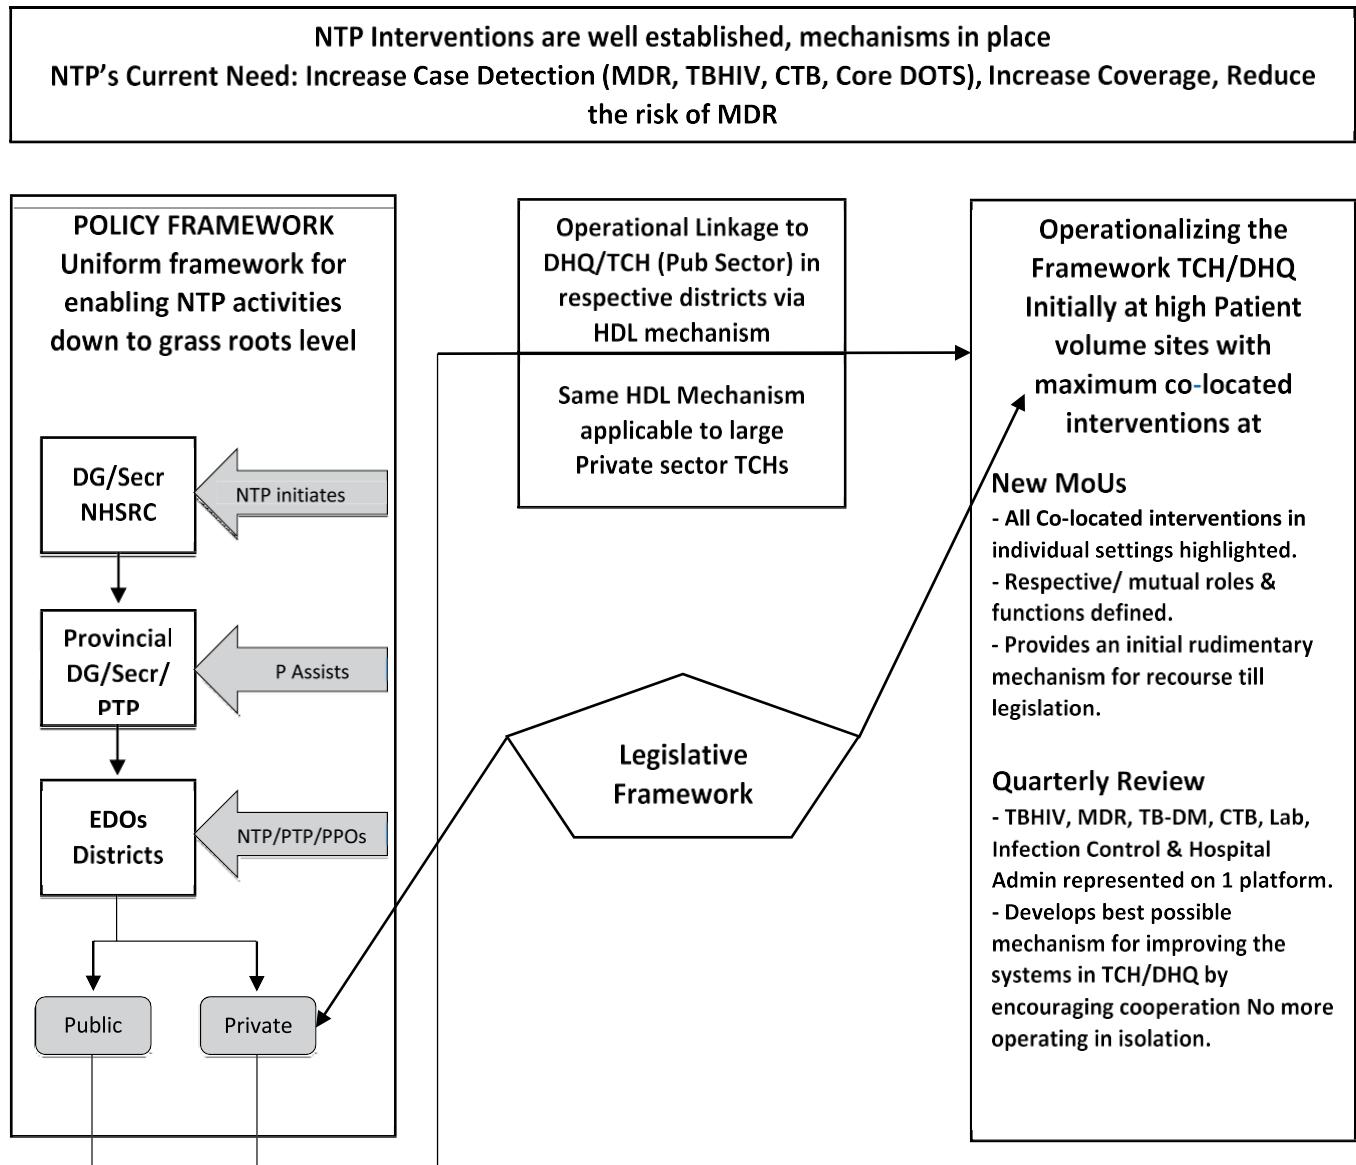 NTP Interventions are well established, mechanisms in place
NTP's Current Need: Increase Case Detection (MDR, TBHIV, CTB, Core DOTS), Increase Coverage, Reduce
the risk of MDR
POLICY FRAMEWORK
Uniform framework for
enabling NTP activities
down to grass roots level
DG/Secr
NHSRC
NTP initiates
Provincial
DG/Secr/
PTP
P Assists
EDOs
Districts
NTP/PTP/PPOs
Public
Private
Operational Linkage to
DHQ/TCH (Pub Sector) in
respective districts via
HDL mechanism
Same HDL Mechanism
applicable to large
Private sector TCHs
Legislative
Framework
Operationalizing the
Framework TCH/DHQ
Initially at high Patient
volume sites with
maximum co-located
interventions at
New MoUs
- All Co-located interventions in
individual settings highlighted.
- Respective/ mutual roles &
functions defined.
- Provides an initial rudimentary
mechanism for recourse till
legislation.
Quarterly Review
- TBHIV, MDR, TB-DM, CTB, Lab,
Infection Control & Hospital
Admin represented on 1 platform.
- Develops best possible
mechanism for improving the
systems in TCH/DHQ by
encouraging cooperation No more
operating in isolation.